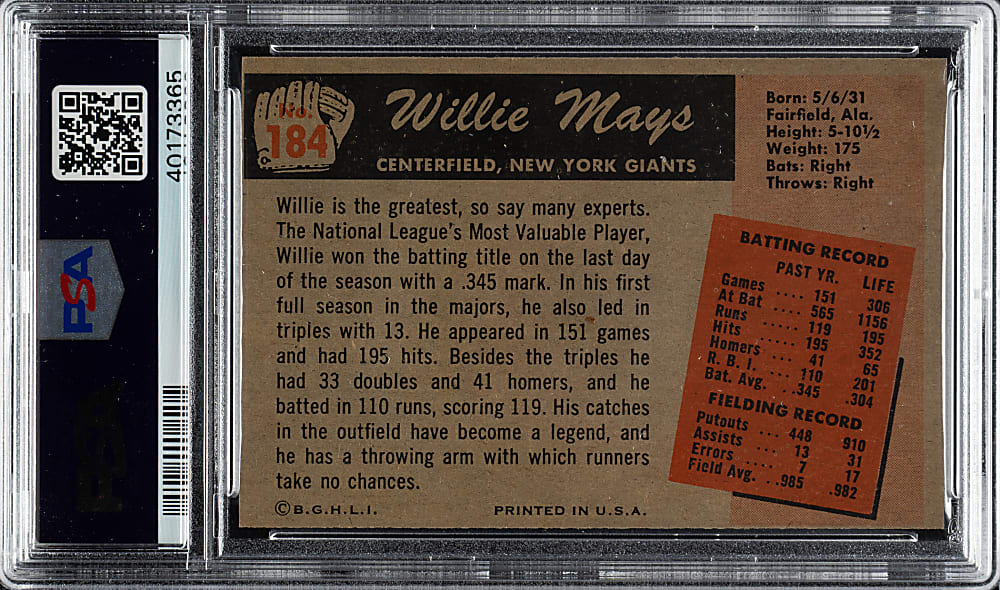 40173365
PSA
PSA
No.
184
Willie Mays
CENTERFIELD, NEW YORK GIANTS
Born: 5/6/31
Fairfield, Ala.
Height: 5-10½
Weight: 175
Bats: Right
Throws: Right
Willie is the greatest, so say many experts.
The National League's Most Valuable Player,
Willie won the batting title on the last day
of the season with a .345 mark. In his first
full season in the majors, he also led in
triples with 13. He appeared in 151 games
and had 195 hits. Besides the triples he
had 33 doubles and 41 homers, and he
batted in 110 runs, scoring 119. His catches
in the outfield have become a legend, and
he has a throwing arm with which runners
take no chances.
BATTING RECORD
PAST YR. LIFE
Games .... 151 306
At Bat .... 565 1156
Runs ..... 119 195
Hits ..... 195 352
Homers .... 41 65
R. B. I. ... 110 201
Bat. Avg. ..345 .304
FIELDING RECORD
Putouts ... 448 910
Assists ... 13 31
Errors .... 7 17
Field Avg. ..985 .982
©B.G.H.L.I. PRINTED IN U.S.A.